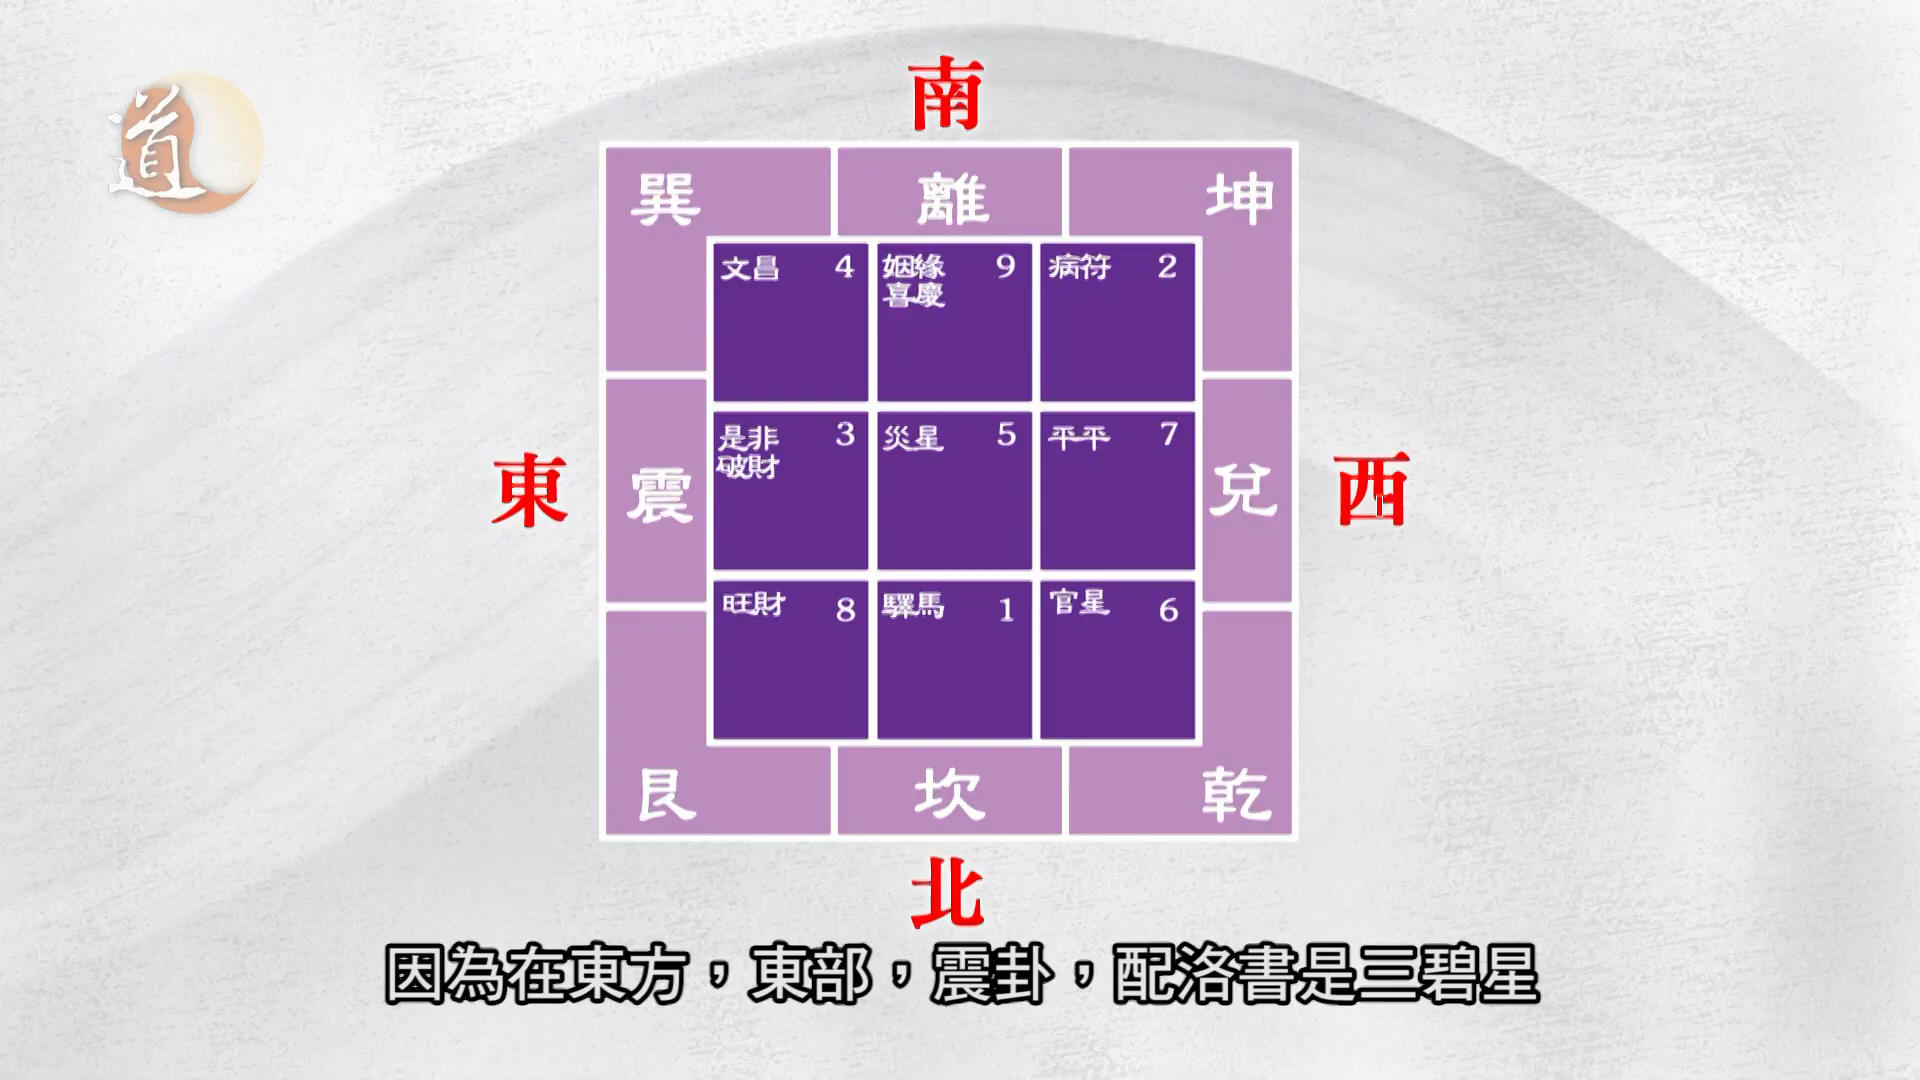 道
南
巽 離 坤
文昌 4 姻緣 9 病符 2
喜慶
東 震 是非 3 災星 5 平平 7 兌 西
破財
旺財 8 驛馬 1 官星 6
艮 坎 乾
北
因為在東方，東部，震卦，配洛書是三碧星